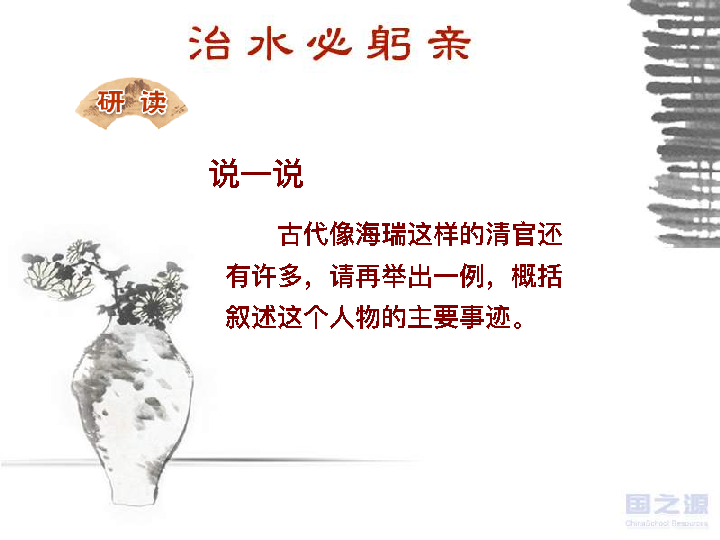 治水必躬亲
研读
说一说
古代像海瑞这样的清官还
有许多，请再举出一例，概括
叙述这个人物的主要事迹。
国之源
ChinaSchool Resources